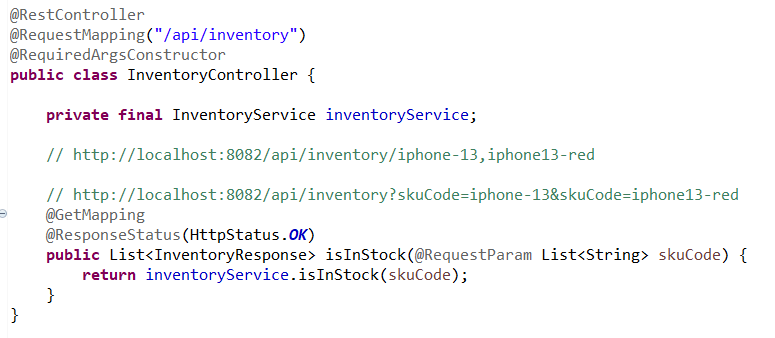 @RestController
@RequestMapping("/api/inventory")
@RequiredArgsConstructor
public class InventoryController {
private final InventoryService inventoryService;
// http://localhost:8082/api/inventory/iphone-13,iphone13-red
// http://localhost:8082/api/inventory?skuCode=iphone-13&skuCode=iphone13-red
@GetMapping
@ResponseStatus(HttpStatus.OK)
public List<InventoryResponse> isInStock(@RequestParam List<String> skuCode) {
return inventoryService.isInStock(skuCode);
}
}